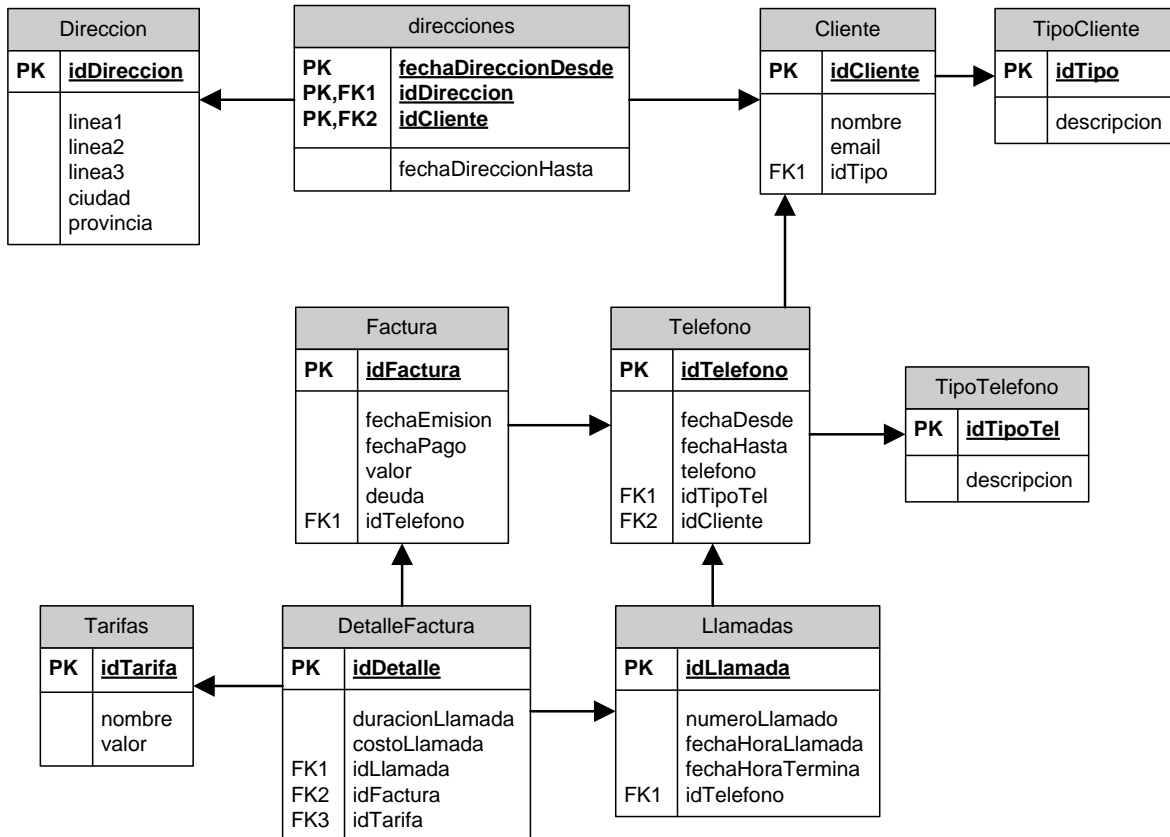 Direccion
PK idDireccion
linea1
linea2
linea3
ciudad
provincia
direcciones
PK fechaDireccionDesde
PK,FK1 idDireccion
PK,FK2 idCliente
fechaDireccionHasta
Cliente
PK idCliente
nombre
email
FK1 idTipo
TipoCliente
PK idTipo
descripcion
Factura
PK idFactura
fechaEmision
fechaPago
valor
deuda
FK1 idTelefono
Telefono
PK idTelefono
fechaDesde
fechaHasta
telefono
FK1 idTipoTel
FK2 idCliente
TipoTelefono
PK idTipoTel
descripcion
Tarifas
PK idTarifa
nombre
valor
DetalleFactura
PK idDetalle
duracionLlamada
costoLlamada
FK1 idLlamada
FK2 idFactura
FK3 idTarifa
Llamadas
PK idLlamada
numeroLlamado
fechaHoraLlamada
fechaHoraTermina
FK1 idTelefono